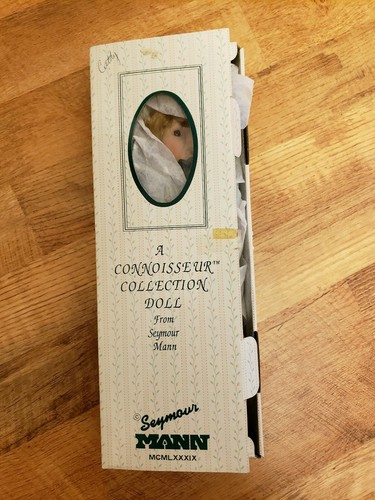 A
CONNOISSEUR™
COLLECTION
DOLL
From
Seymour
Mann
©Seymour
MANN
MCMLXXXIX